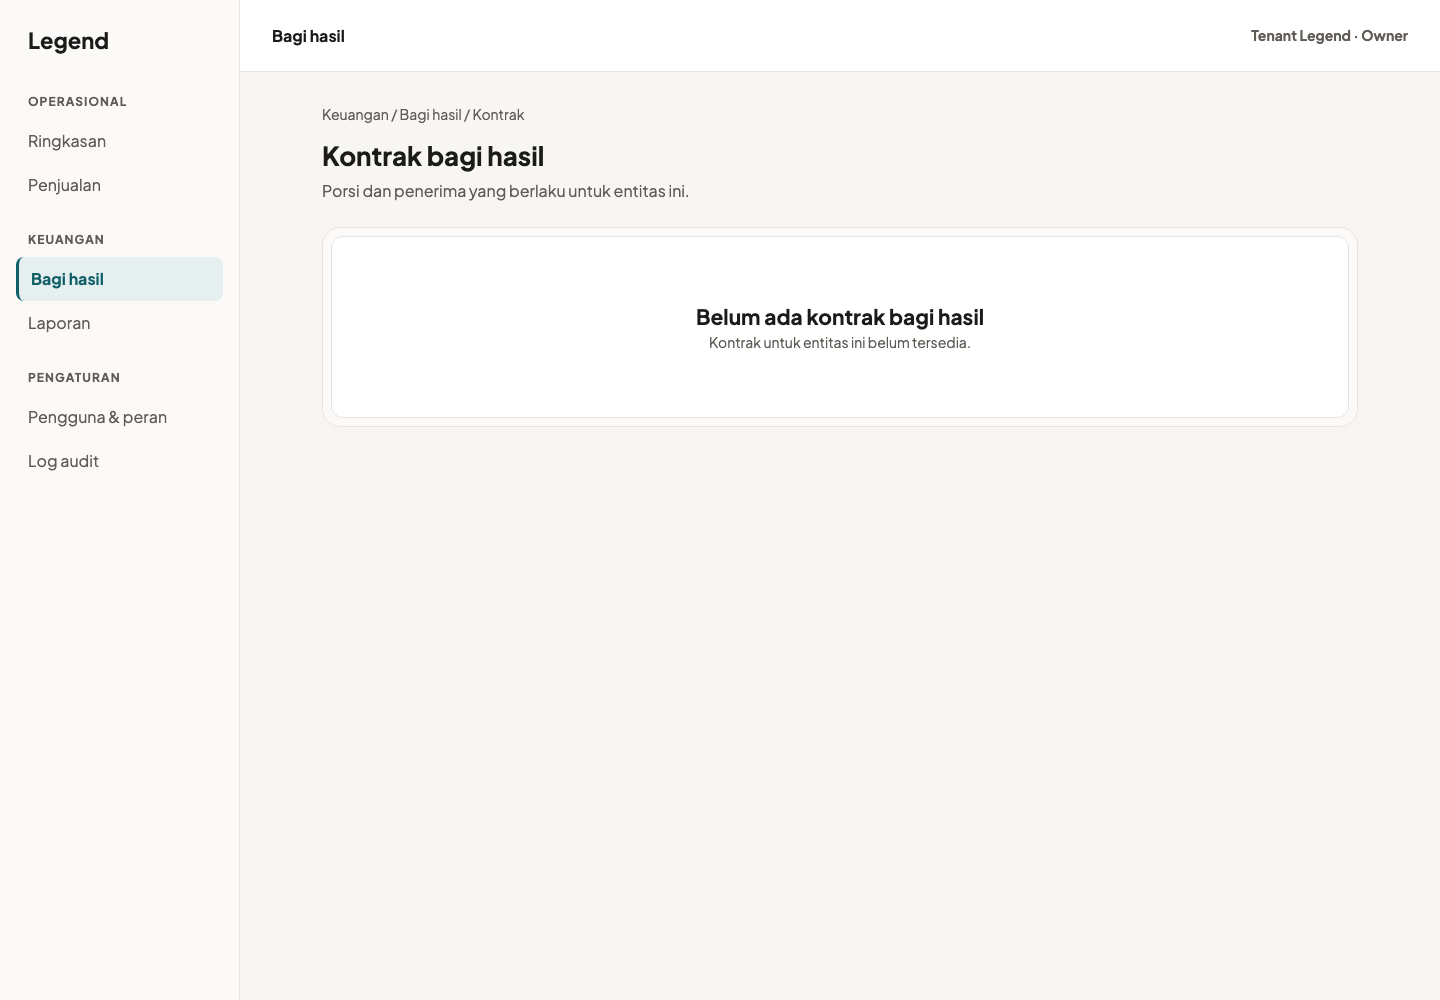 Legend
OPERASIONAL
Ringkasan
Penjualan
KEUANGAN
Bagi hasil
Laporan
PENGATURAN
Pengguna & peran
Log audit
Bagi hasil
Tenant Legend · Owner
Keuangan / Bagi hasil / Kontrak
Kontrak bagi hasil
Porsi dan penerima yang berlaku untuk entitas ini.
Belum ada kontrak bagi hasil
Kontrak untuk entitas ini belum tersedia.